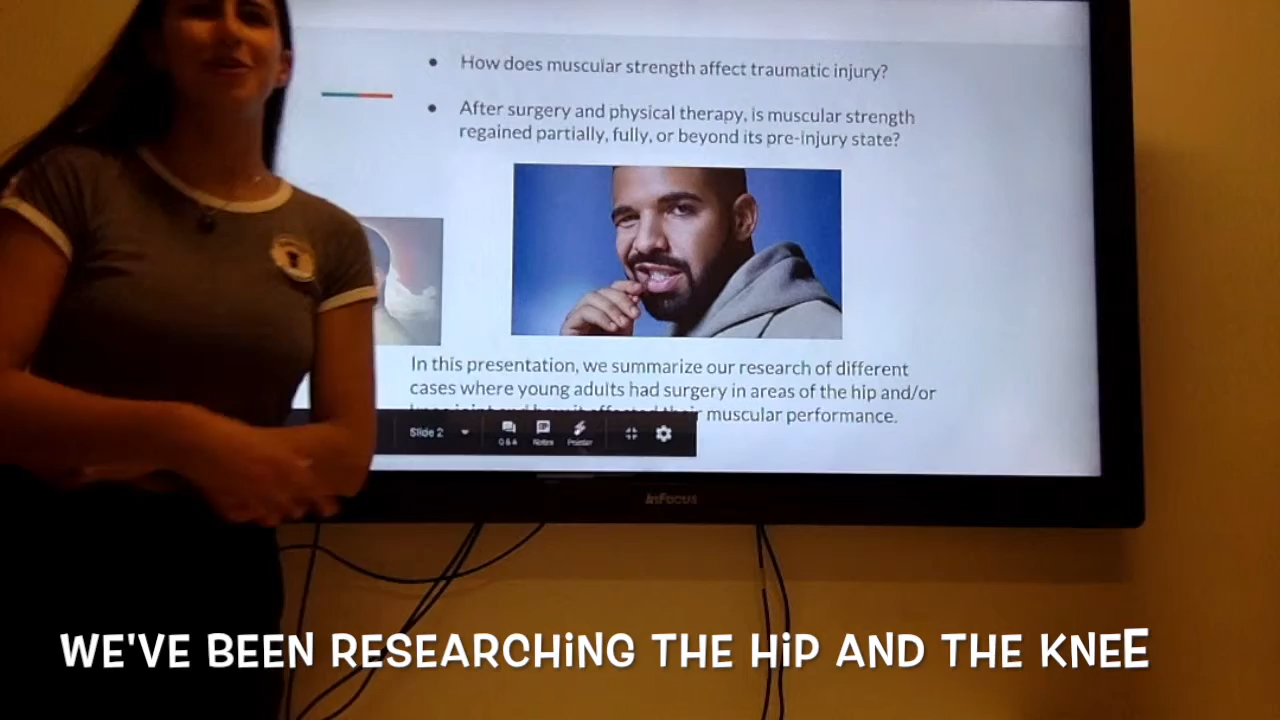 How does muscular strength affect traumatic injury?
After surgery and physical therapy, is muscular strength
regained partially, fully, or beyond its pre-injury state?
In this presentation, we summarize our research of different
cases where young adults had surgery in areas of the hip and/or
muscular performance.
Slide 2
Notes
Pointer
InFocus
WE'VE BEEN RESEARCHING THE HIP AND THE KNEE